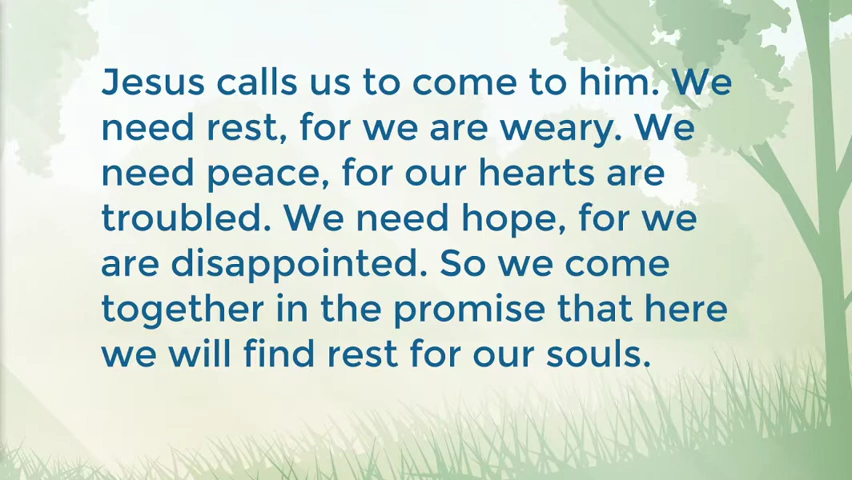 Jesus calls us to come to him. We
need rest, for we are weary. We
need peace, for our hearts are
troubled. We need hope, for we
are disappointed. So we come
together in the promise that here
we will find rest for our souls.